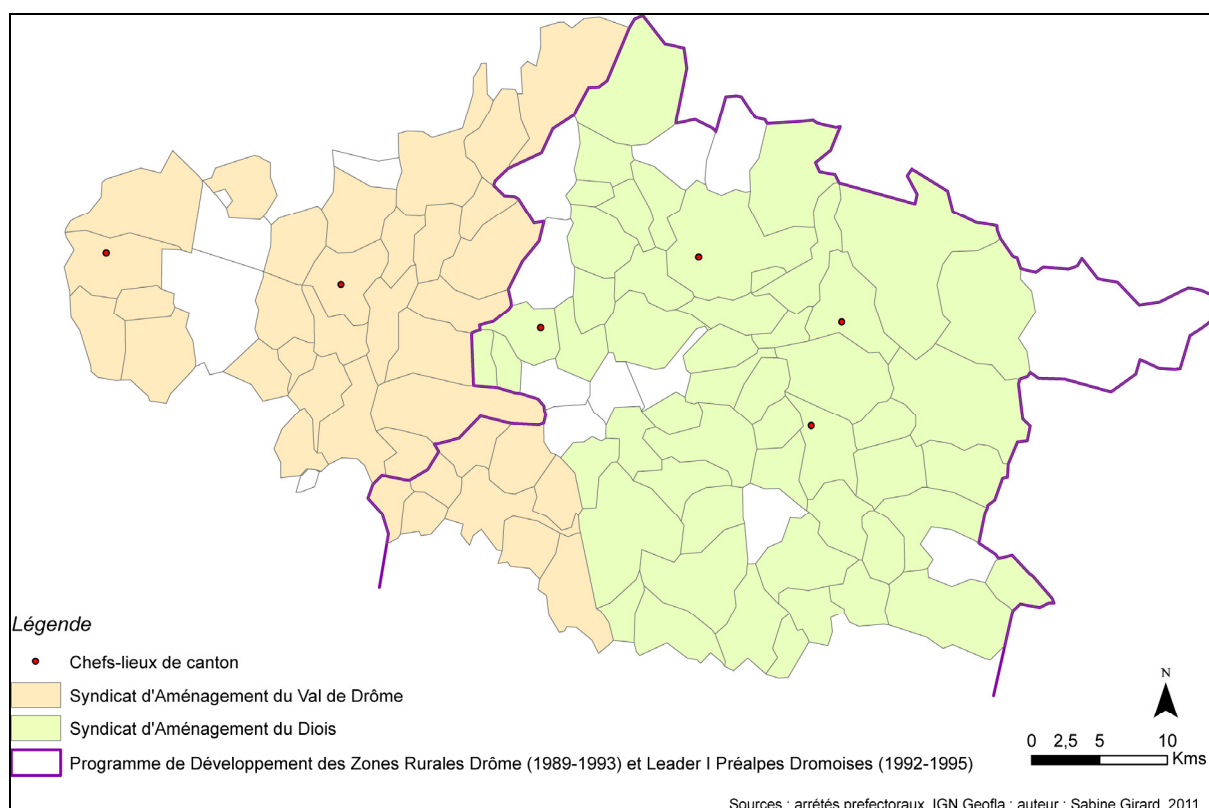 Légende
Chefs-lieux de canton
Syndicat d'Aménagement du Val de Drôme
Syndicat d'Aménagement du Diois
Programme de Développement des Zones Rurales Drôme (1989-1993) et Leader I Préalpes Dromoises (1992-1995)
N
0 2,5 5 10
Kms
Sources : arrétés prefectoraux, IGN Geofla ; auteur : Sabine Girard, 2011